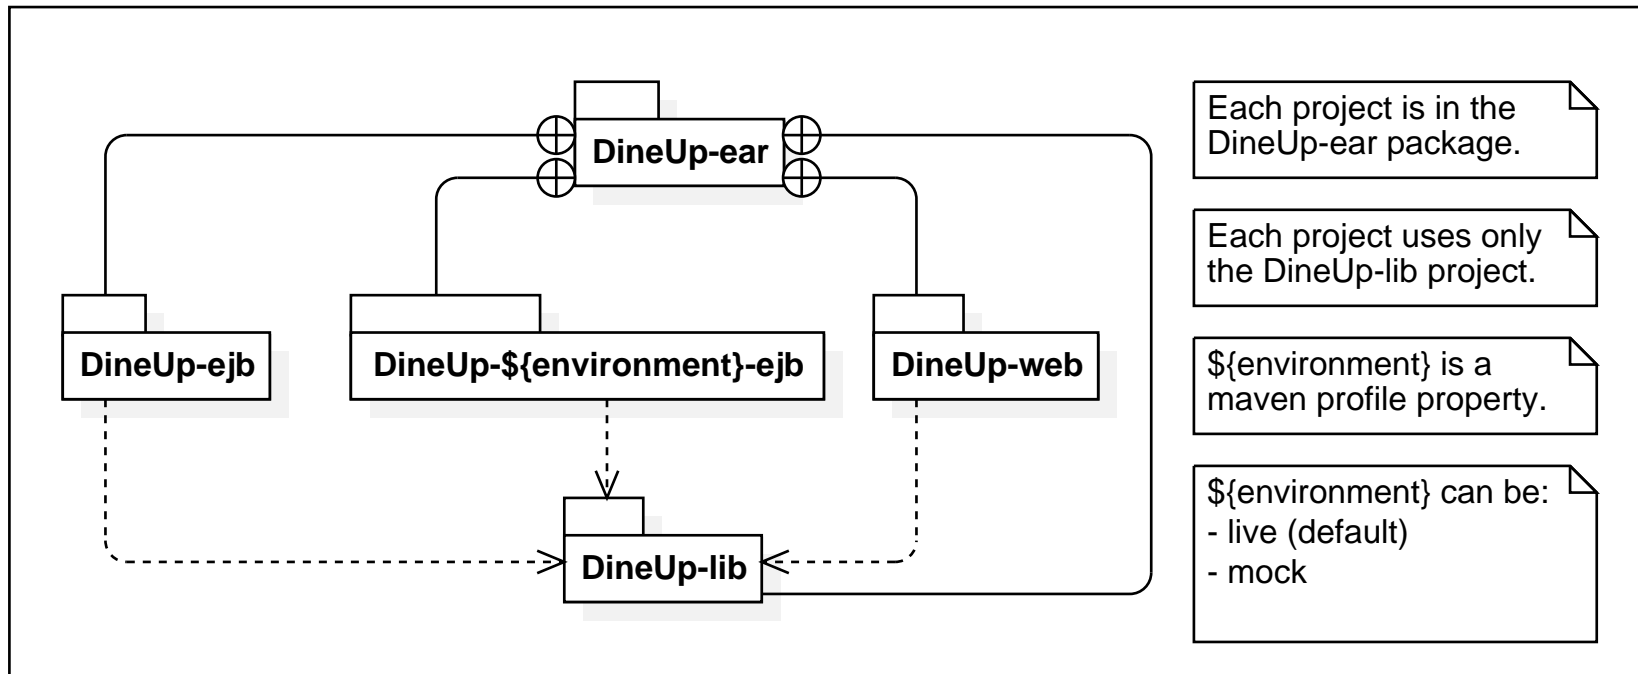 DineUp-ear
DineUp-ejb
DineUp-${environment}-ejb
DineUp-web
DineUp-lib
Each project is in the
DineUp-ear package.
Each project uses only
the DineUp-lib project.
${environment} is a
maven profile property.
${environment} can be:
- live (default)
- mock